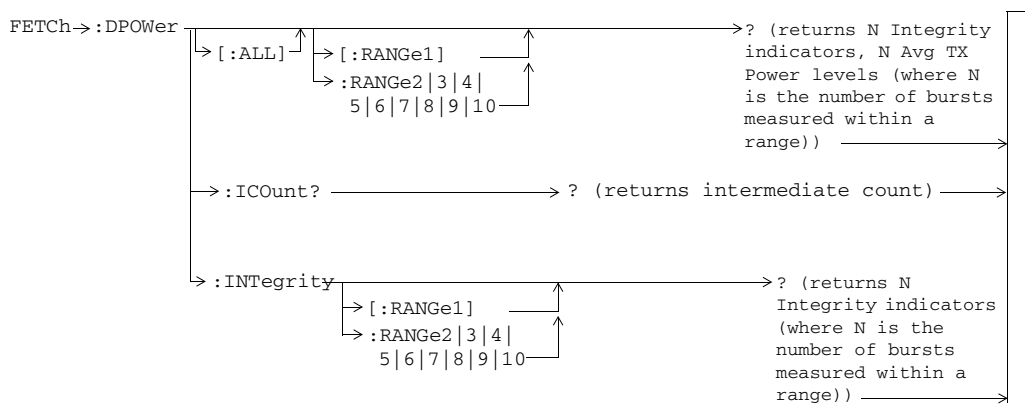 FETCh :DPOWer ? (returns N Integrity
[:ALL] [:RANGe1] indicators, N Avg TX
:RANGe2|3|4| Power levels (where N
5|6|7|8|9|10 is the number of bursts
measured within a
range))
:ICOunt? ? (returns intermediate count)
:INTegrity ? (returns N
[:RANGe1] Integrity indicators
:RANGe2|3|4| (where N is the
5|6|7|8|9|10 number of bursts
measured within a
range))